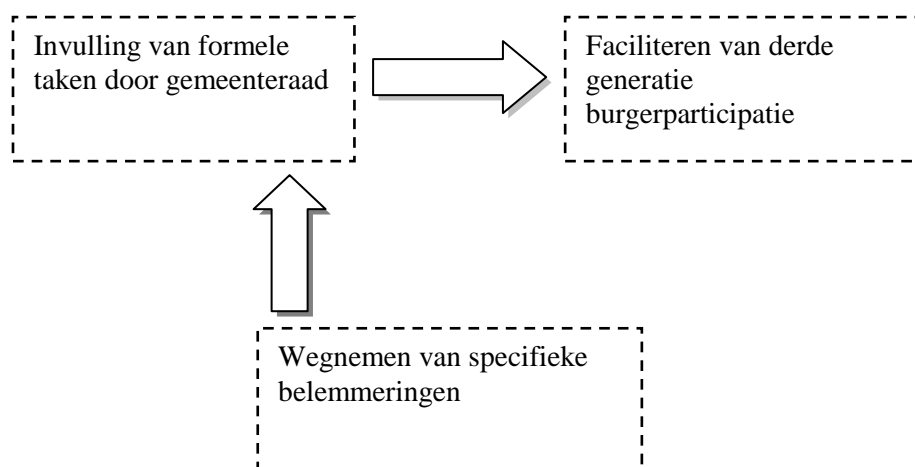 Invulling van formele
taken door gemeenteraad
Faciliteren van derde
generatie
burgerparticipatie
Wegnemen van specifieke
belemmeringen